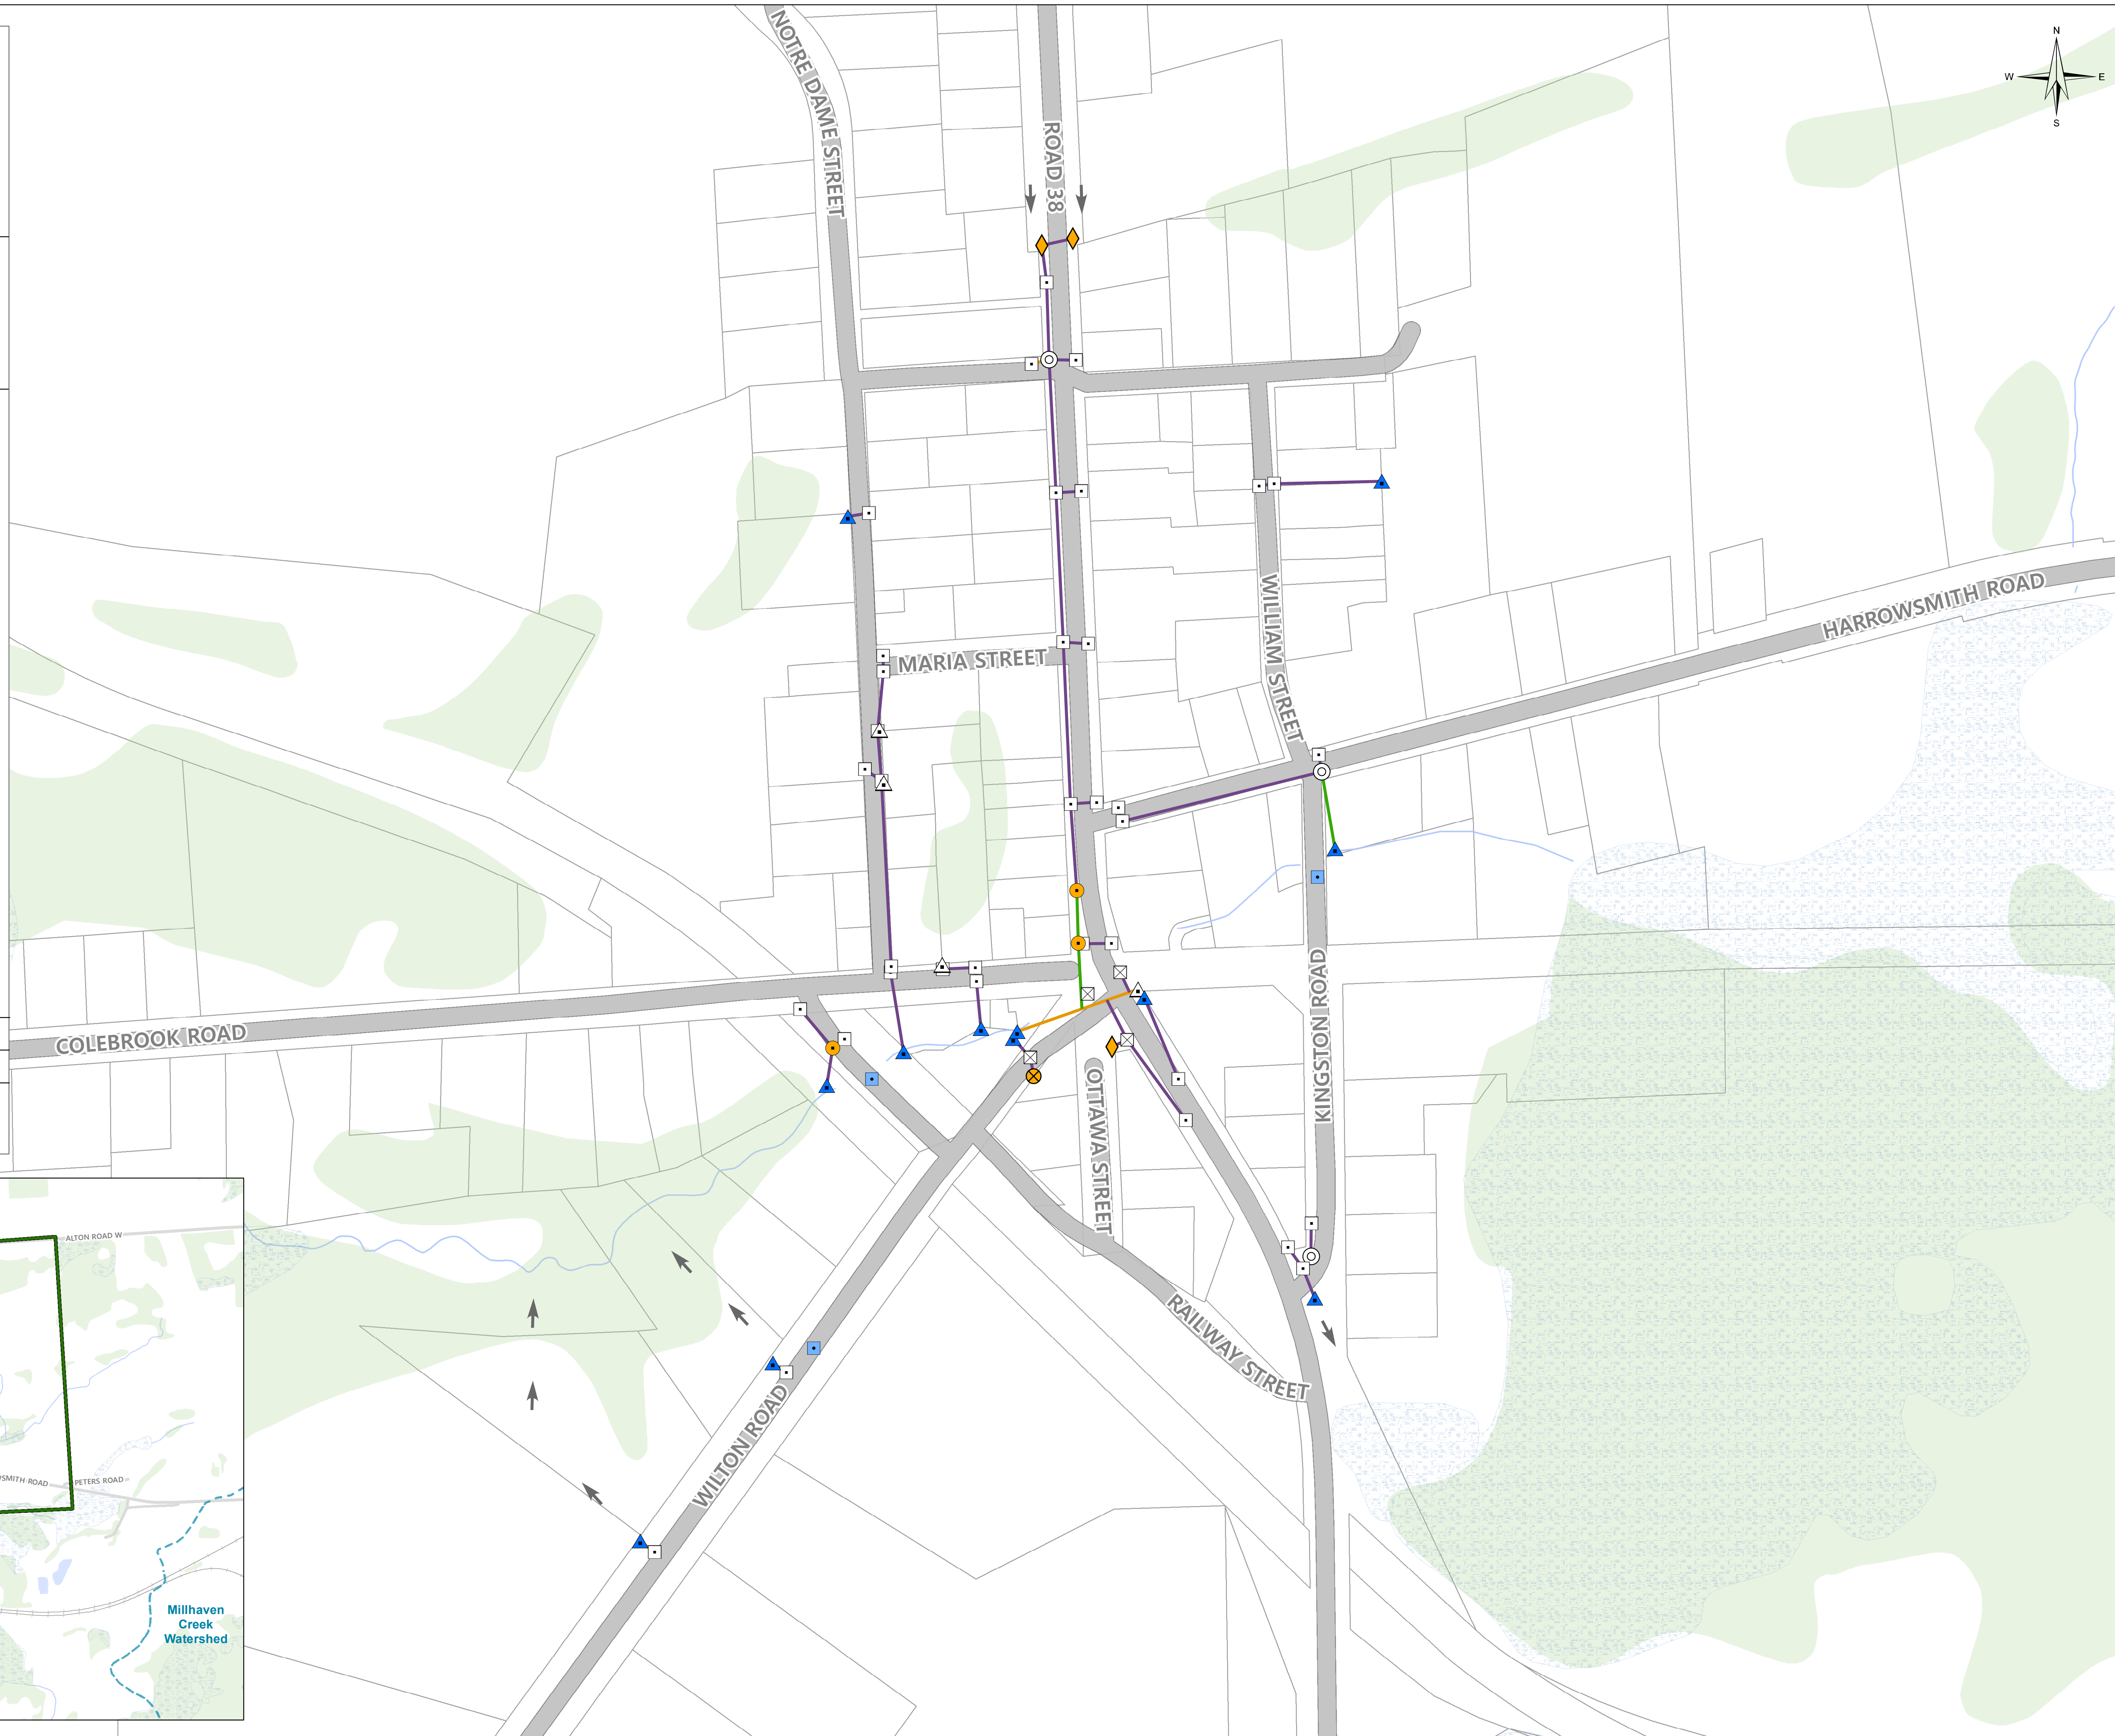 N
W E
S
NOTRE DAME STREET
ROAD 38
WILLIAM STREET
HARROWSMITH ROAD
MARIA STREET
COLEBROOK ROAD
KINGSTON ROAD
OTTAWA STREET
RAILWAY STREET
WILTON ROAD
ALTON ROAD W
SMITH ROAD
PETERS ROAD
Millhaven
Creek
Watershed